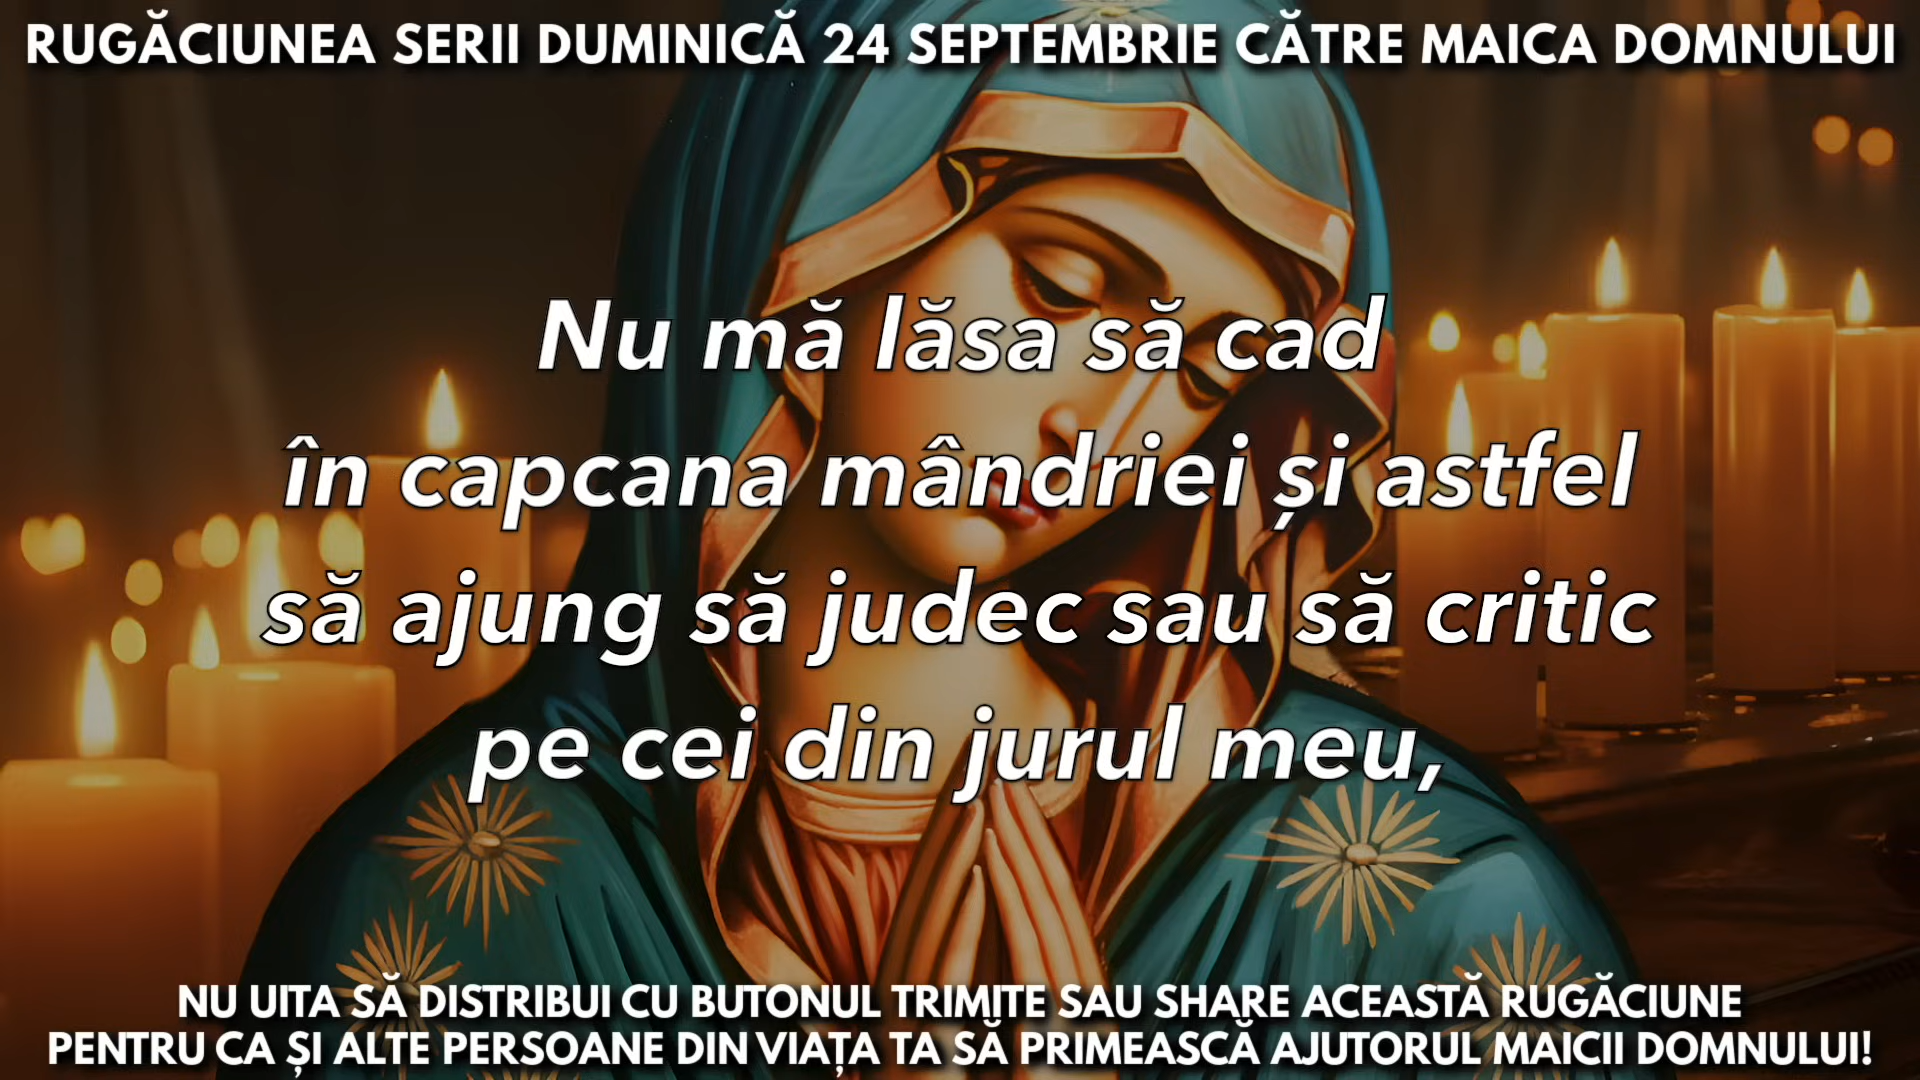 RUGĂCIUNEA SERII DUMINICĂ 24 SEPTEMBRIE CĂTRE MAICA DOMNULUI
Nu mă lăsa să cad
în capcana mândriei și astfel
să ajung să judec sau să critic
pe cei din jurul meu,
NU UITA SĂ DISTRIBUI CU BUTONUL TRIMITE SAU SHARE ACEASTĂ RUGĂCIUNE
PENTRU CA ȘI ALTE PERSOANE DIN VIAȚA TA SĂ PRIMEASCĂ AJUTORUL MAICII DOMNULUI!